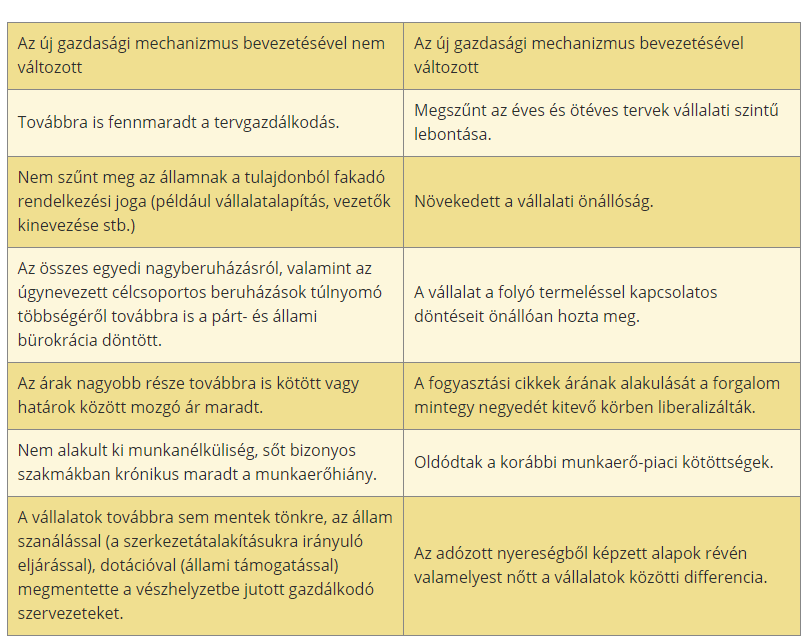 Az új gazdasági mechanizmus bevezetésével nem
változott
Az új gazdasági mechanizmus bevezetésével
változott
Továbbra is fennmaradt a tervgazdálkodás.
Megszűnt az éves és ötéves tervek vállalati szintű
lebontása.
Nem szűnt meg az államnak a tulajdonból fakadó
rendelkezési joga (például vállalatalapítás, vezetők
kinevezése stb.)
Növekedett a vállalati önállóság.
Az összes egyedi nagyberuházásról, valamint az
úgynevezett célcsoportos beruházások túlnyomó
többségéről továbbra is a párt- és állami
bürokrácia döntött.
A vállalat a folyó termeléssel kapcsolatos
döntéseit önállóan hozta meg.
Az árak nagyobb része továbbra is kötött vagy
határok között mozgó ár maradt.
A fogyasztási cikkek árának alakulását a forgalom
mintegy negyedét kitevő körben liberalizálták.
Nem alakult ki munkanélküliség, sőt bizonyos
szakmákban krónikus maradt a munkaerőhiány.
Oldódtak a korábbi munkaerő-piaci kötöttségek.
A vállalatok továbbra sem mentek tönkre, az állam
szanálással (a szerkezetátalakításukra irányuló
eljárással), dotációval (állami támogatással)
megmentette a vészhelyzetbe jutott gazdálkodó
szervezeteket.
Az adózott nyereségből képzett alapok révén
valamelyest nőtt a vállalatok közötti differencia.